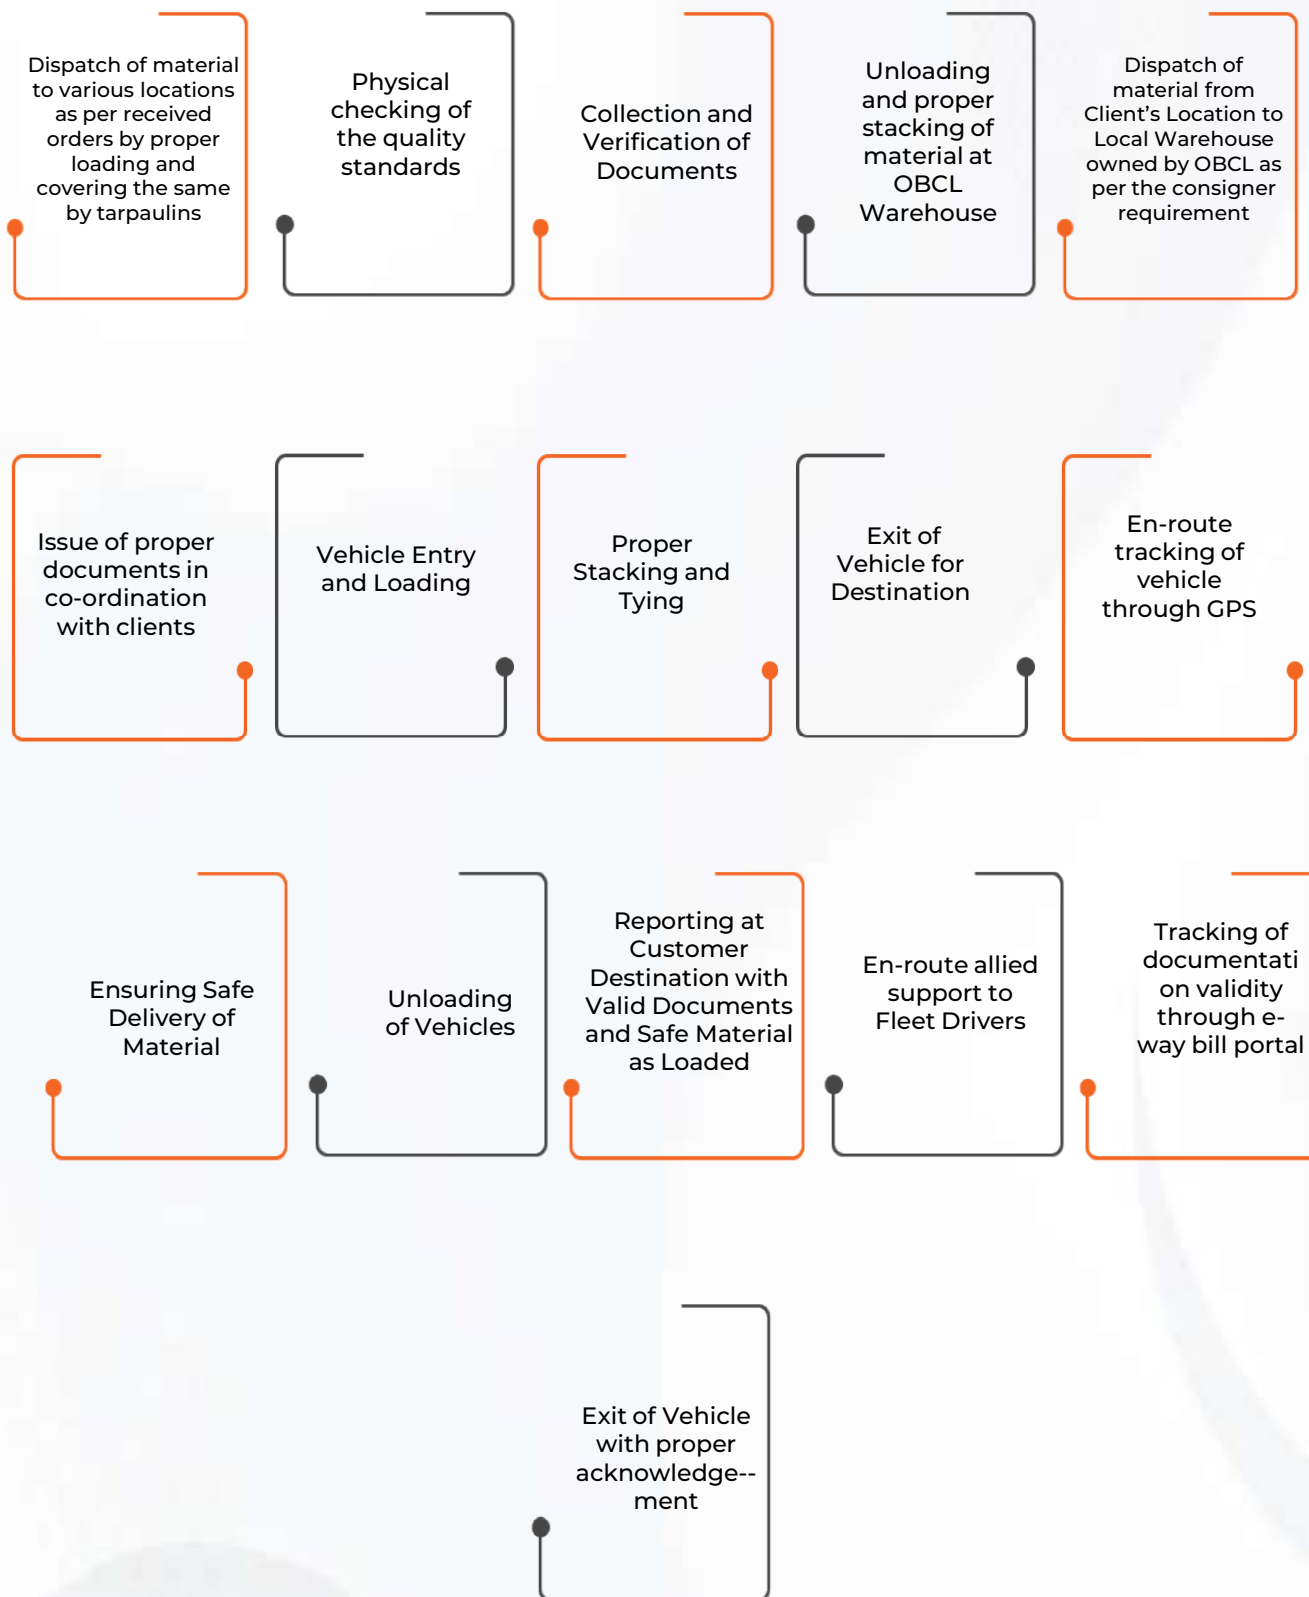 Dispatch of material
to various locations
as per received
orders by proper
loading and
covering the same
by tarpaulins
Physical
checking of
the quality
standards
Collection and
Verification of
Documents
Unloading
and proper
stacking of
material at
OBCL
Warehouse
Dispatch of
material from
Client’s Location to
Local Warehouse
owned by OBCL as
per the consigner
requirement
Issue of proper
documents in
co-ordination
with clients
Vehicle Entry
and Loading
Proper
Stacking and
Tying
Exit of
Vehicle for
Destination
En-route
tracking of
vehicle
through GPS
Ensuring Safe
Delivery of
Material
Unloading
of Vehicles
Reporting at
Customer
Destination with
Valid Documents
and Safe Material
as Loaded
En-route allied
support to
Fleet Drivers
Tracking of
documentati
on validity
through e-
way bill portal
Exit of Vehicle
with proper
acknowledge--
ment